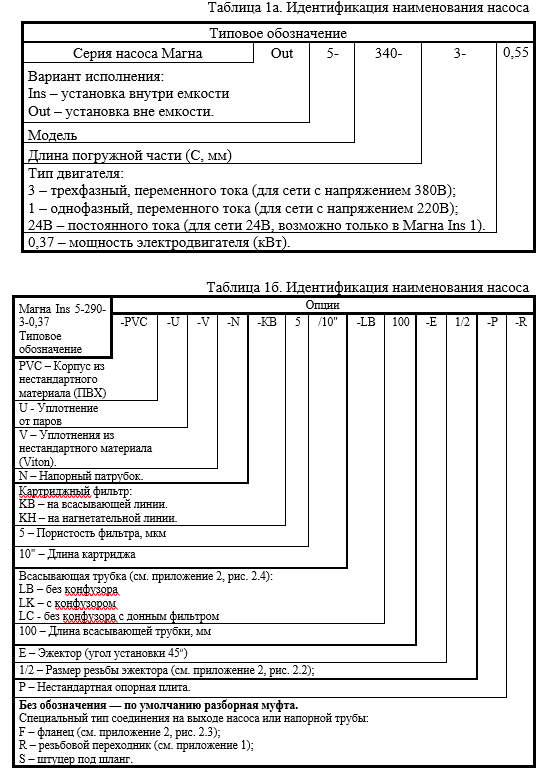 Таблица 1а. Идентификация наименования насоса
Типовое обозначение
Серия насоса Магна Out 5- 340- 3- 0,55
Вариант исполнения:
Ins – установка внутри емкости
Out – установка вне емкости.
Модель
Длина погружной части (С, мм)
Тип двигателя:
3 – трехфазный, переменного тока (для сети с напряжением 380В);
1 – однофазный, переменного тока (для сети с напряжением 220В);
24В – постоянного тока (для сети 24В, возможно только в Магна Ins 1).
0,37 – мощность электродвигателя (кВт).
Таблица 1б. Идентификация наименования насоса
Магна Ins 5-290-
3-0,37
Типовое
обозначение
Опции
-PVC -U -V -N -KB 5 /10" -LB 100 -E 1/2 -P -R
PVC – Корпус из
нестандартного
материала (ПВХ)
U - Уплотнение
от паров
V – Уплотнения из
нестандартного материала
(Viton).
N – Напорный патрубок.
Картриджный фильтр:
KB – на всасывающей линии.
KH – на нагнетательной линии.
5 – Пористость фильтра, мкм
10" – Длина картриджа
Всасывающая трубка (см. приложение 2, рис. 2.4):
LB – без конфузора
LK – с конфузором
LC - без конфузора с донным фильтром
100 – Длина всасывающей трубки, мм
E – Эжектор (угол установки 45°)
1/2 – Размер резьбы эжектора (см. приложение 2, рис. 2.2);
P – Нестандартная опорная плита.
Без обозначения — по умолчанию разборная муфта.
Специальный тип соединения на выходе насоса или напорной трубы:
F – фланец (см. приложение 2, рис. 2.3);
R – резьбовой переходник (см. приложение 1);
S – штуцер под шланг.